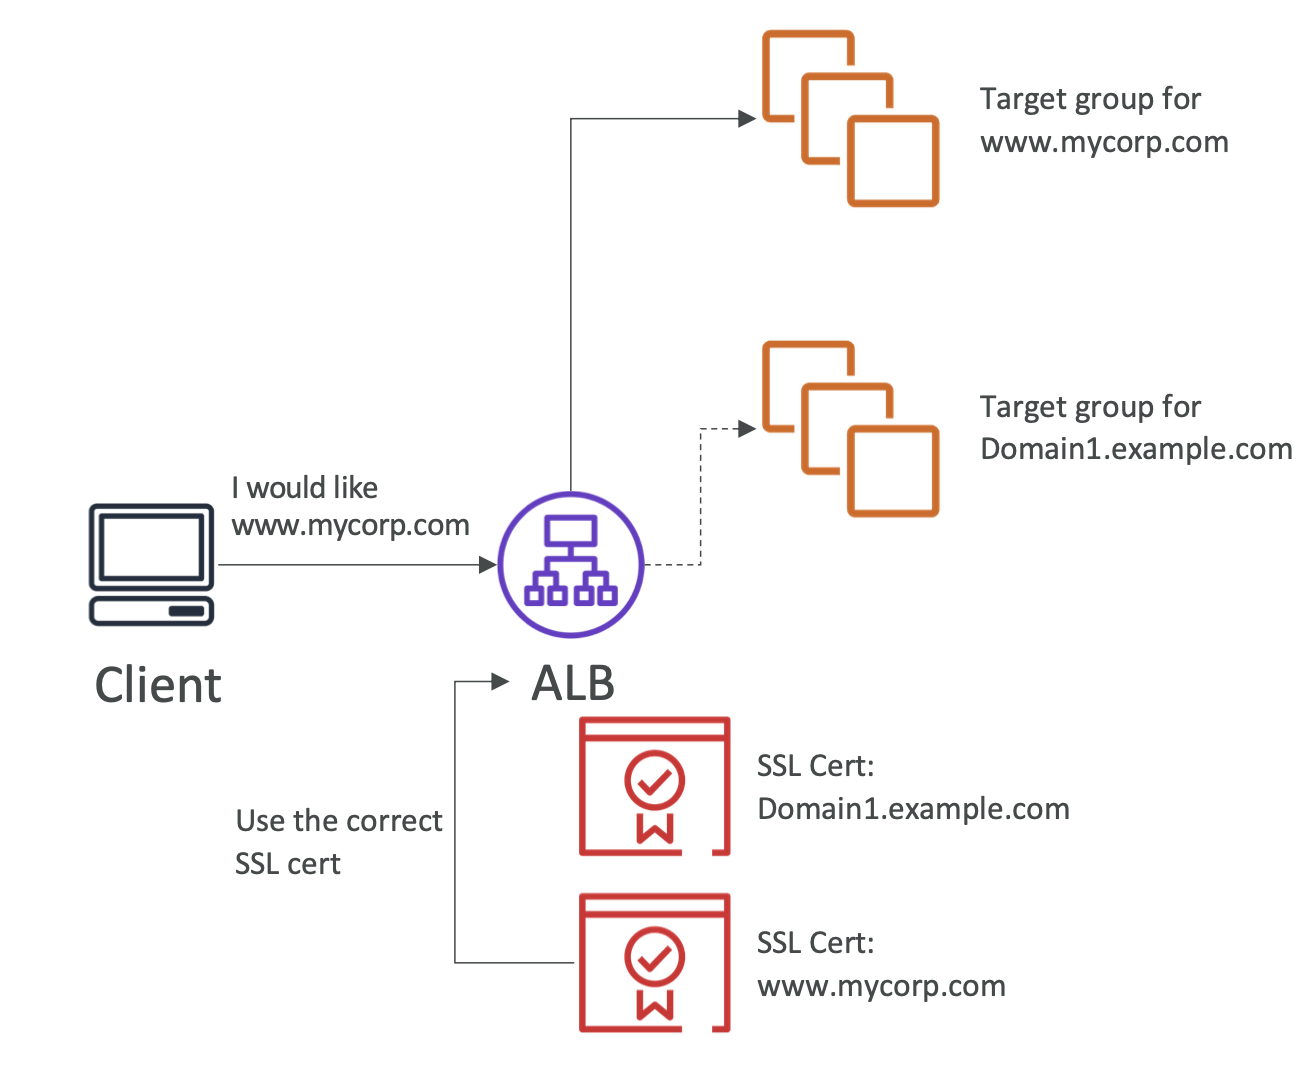 Target group for
www.mycorp.com
Target group for
Domain1.example.com
I would like
www.mycorp.com
Client
ALB
SSL Cert:
Domain1.example.com
Use the correct
SSL cert
SSL Cert:
www.mycorp.com